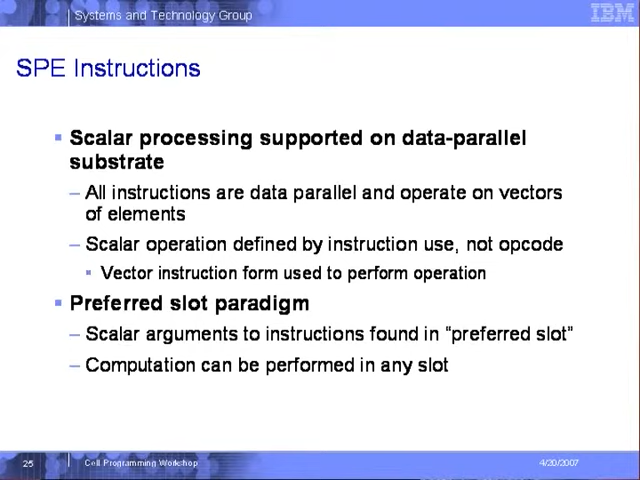 Systems and Technology Group
IBM
SPE Instructions
Scalar processing supported on data-parallel
substrate
– All instructions are data parallel and operate on vectors
of elements
– Scalar operation defined by instruction use, not opcode
Vector instruction form used to perform operation
Preferred slot paradigm
– Scalar arguments to instructions found in “preferred slot”
– Computation can be performed in any slot
25
Cell Programming Workshop
4/20/2007